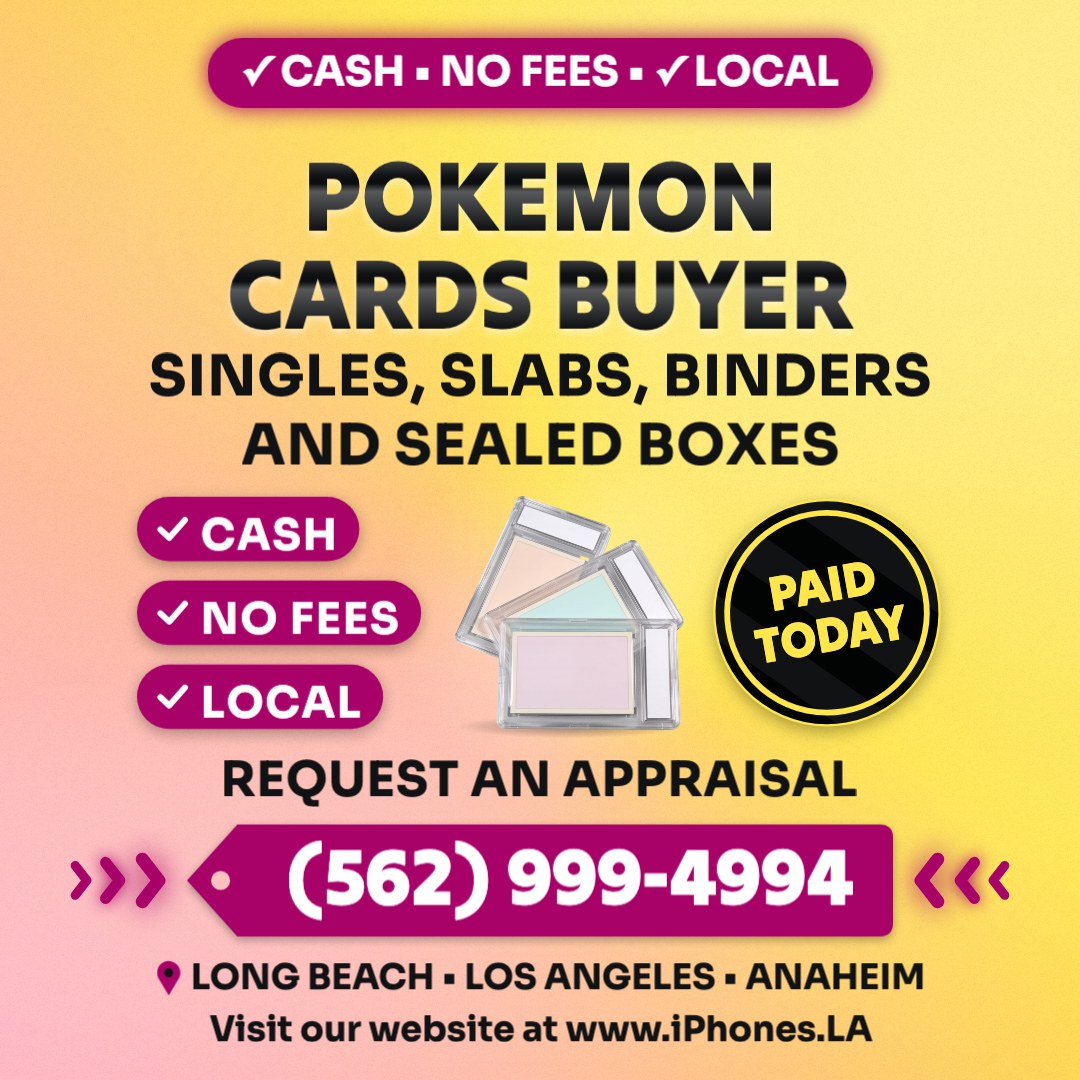 ✓CASH ▪ NO FEES ▪ ✓LOCAL
POKEMON
CARDS BUYER
SINGLES, SLABS, BINDERS
AND SEALED BOXES
✓ CASH
✓ NO FEES
✓ LOCAL
PAID
TODAY
REQUEST AN APPRAISAL
(562) 999-4994
LONG BEACH ▪ LOS ANGELES ▪ ANAHEIM
Visit our website at www.iPhones.LA